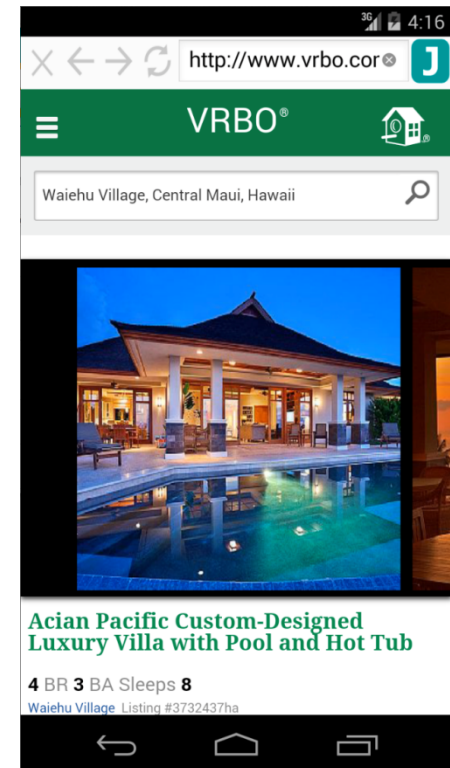 3G 4:16
http://www.vrbo.cor
J
VRBO®
Waiehu Village, Central Maui, Hawaii
Acian Pacific Custom-Designed
Luxury Villa with Pool and Hot Tub
4 BR 3 BA Sleeps 8
Waiehu Village Listing #3732437ha